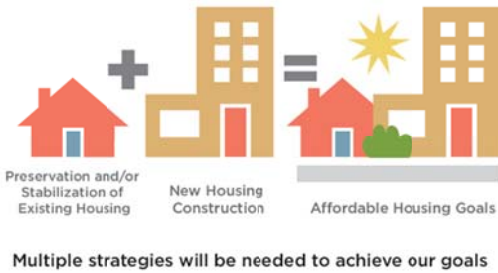 Preservation and/or
Stabilization of
Existing Housing
New Housing
Construction
Affordable Housing Goals
Multiple strategies will be needed to achieve our goals